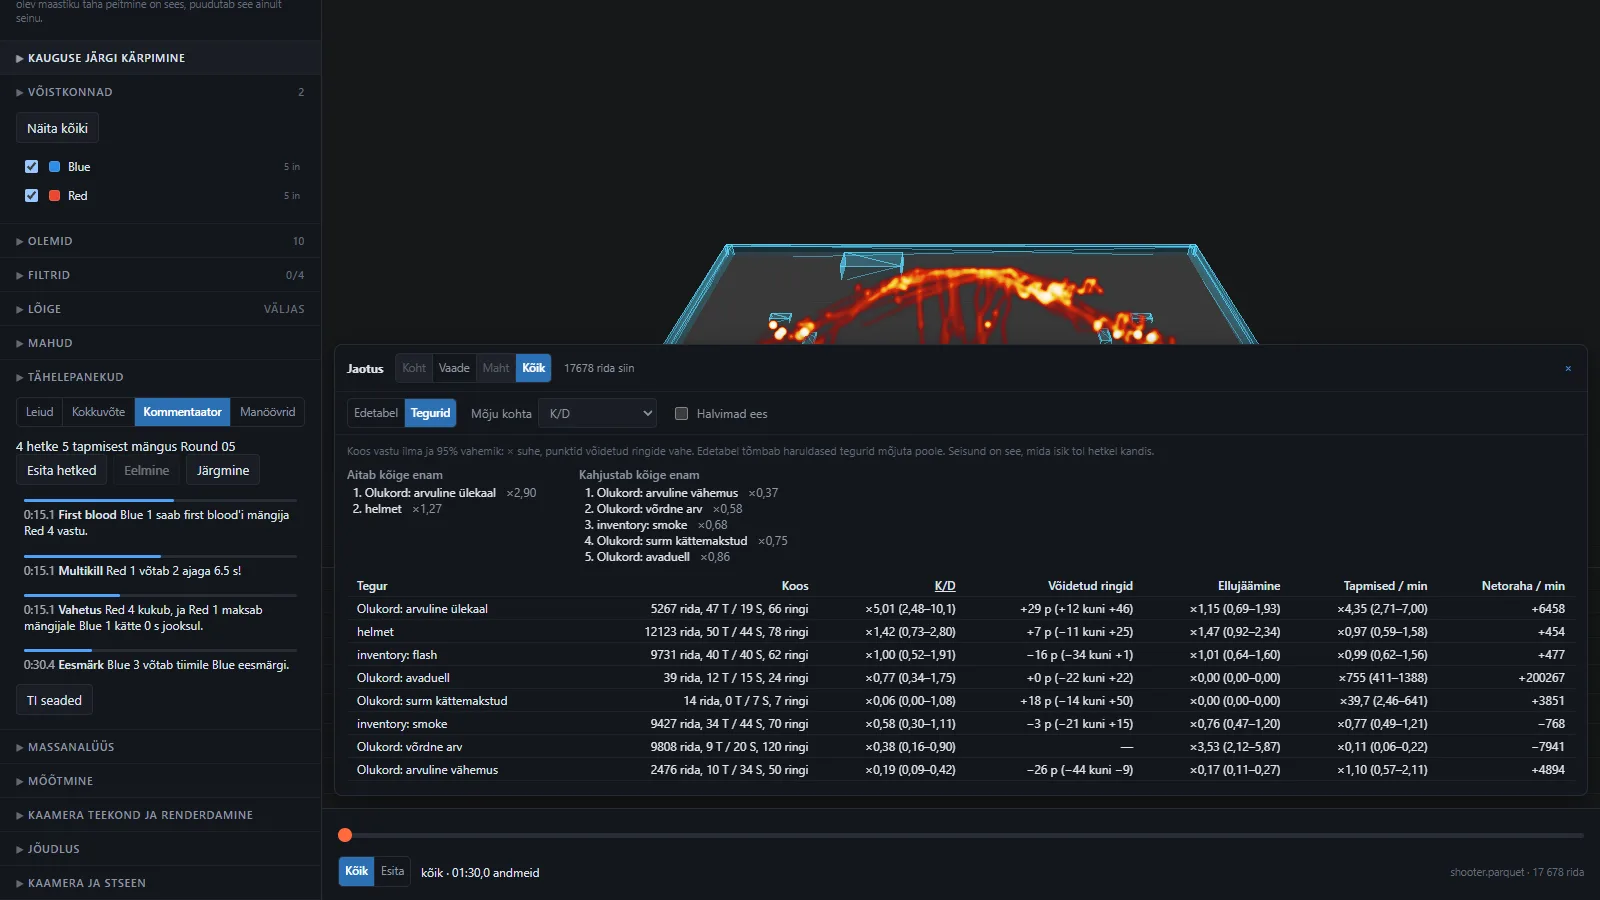 olev maastiku taha peitmine on sees, puudutab see ainult
seinu.
KAUGUSE JÄRGI KÄRPIMINE
VÕISTKONNAD 2
Näita kõiki
Blue 5 in
Red 5 in
OLEMID 10
FILTRID 0/4
LÕIGE VÄLJAS
MAHUD
TÄHELEPANEKUD
Leiud Kokkuvõte Kommentaator Manöövrid
4 hetke 5 tapmisest mängus Round 05
Esita hetked Eelmine Järgmine
0:15.1 First blood Blue 1 saab first blood'i mängija
Red 4 vastu.
0:15.1 Multikill Red 1 võtab 2 ajaga 6.5 s!
0:15.1 Vahetus Red 4 kukub, ja Red 1 maksab
mängijale Blue 1 kätte 0 s jooksul.
0:30.4 Eesmärk Blue 3 võtab tiimile Blue eesmärgi.
TI seaded
MASSANALÜÜS
MÕÕTMINE
KAAMERA TEEKOND JA RENDERDAMINE
JÕUDLUS
KAAMERA JA STSEEN
Jaotus Koht Vaade Maht Kõik 17678 rida siin ×
Edetabel Tegurid Mõju kohta K/D Halvimad ees
Koos vastu ilma ja 95% vahemik: × suhe, punktid võidetud ringide vahe. Edetabel tõmbab haruldased tegurid mõjuta poole. Seisund on see, mida isik tol hetkel kandis.
Aitab kõige enam
1. Olukord: arvuline ülekaal ×2,90
2. helmet ×1,27
Kahjustab kõige enam
1. Olukord: arvuline vähemus ×0,37
2. Olukord: võrdne arv ×0,58
3. inventory: smoke ×0,68
4. Olukord: surm kättemakstud ×0,75
5. Olukord: avaduell ×0,86
Tegur Koos K/D Võidetud ringid Ellujäämine Tapmised / min Netoraha / min
Olukord: arvuline ülekaal 5267 rida, 47 T / 19 S, 66 ringi ×5,01 (2,48–10,1) +29 p (+12 kuni +46) ×1,15 (0,69–1,93) ×4,35 (2,71–7,00) +6458
helmet 12123 rida, 50 T / 44 S, 78 ringi ×1,42 (0,73–2,80) +7 p (−11 kuni +25) ×1,47 (0,92–2,34) ×0,97 (0,59–1,58) +454
inventory: flash 9731 rida, 40 T / 40 S, 62 ringi ×1,00 (0,52–1,91) −16 p (−34 kuni +1) ×1,01 (0,64–1,60) ×0,99 (0,62–1,56) +477
Olukord: avaduell 39 rida, 12 T / 15 S, 24 ringi ×0,77 (0,34–1,75) +0 p (−22 kuni +22) ×0,00 (0,00–0,00) ×755 (411–1388) +200267
Olukord: surm kättemakstud 14 rida, 0 T / 7 S, 7 ringi ×0,06 (0,00–1,08) +18 p (−14 kuni +50) ×0,00 (0,00–0,00) ×39,7 (2,46–641) +3851
inventory: smoke 9427 rida, 34 T / 44 S, 70 ringi ×0,58 (0,30–1,11) −3 p (−21 kuni +15) ×0,76 (0,47–1,20) ×0,77 (0,49–1,21) −768
Olukord: võrdne arv 9808 rida, 9 T / 20 S, 120 ringi ×0,38 (0,16–0,90) — ×3,53 (2,12–5,87) ×0,11 (0,06–0,22) −7941
Olukord: arvuline vähemus 2476 rida, 10 T / 34 S, 50 ringi ×0,19 (0,09–0,42) −26 p (−44 kuni −9) ×0,17 (0,11–0,27) ×1,10 (0,57–2,11) +4894
Kõik Esita kõik · 01:30,0 andmeid shooter.parquet · 17 678 rida